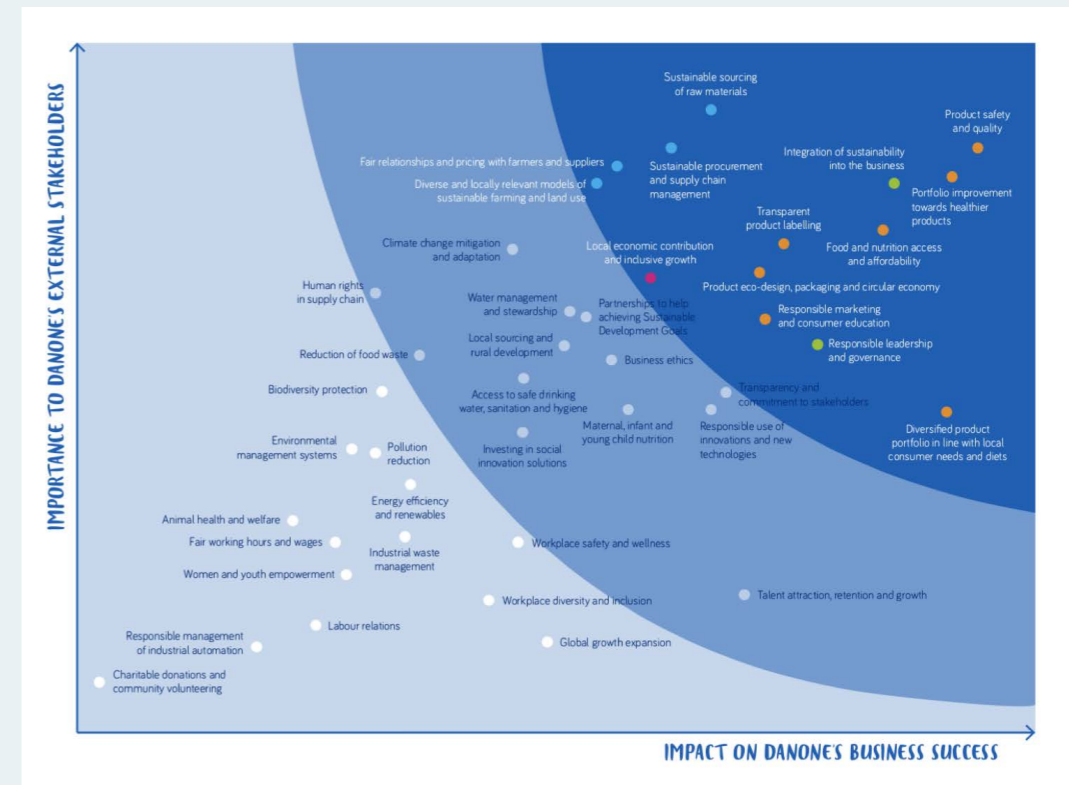 IMPORTANCE TO DANONE'S EXTERNAL STAKEHOLDERS
Sustainable sourcing
of raw materials
Product safety
and quality
Fair relationships and pricing with farmers and suppliers
Sustainable procurement
and supply chain
management
Integration of sustainability
into the business
Diverse and locally relevant models of
sustainable farming and land use
Portfolio improvement
towards healthier
products
Transparent
product labelling
Climate change mitigation
and adaptation
Local economic contribution
and inclusive growth
Food and nutrition access
and affordability
Human rights
in supply chain
Product eco-design, packaging and circular economy
Water management
and stewardship
Partnerships to help
achieving Sustainable
Development Goals
Responsible marketing
and consumer education
Local sourcing and
rural development
Responsible leadership
and governance
Reduction of food waste
Business ethics
Biodiversity protection
Access to safe drinking
water, sanitation and hygiene
Transparency and
commitment to stakeholders
Maternal, infant and
young child nutrition
Responsible use of
innovations and new
technologies
Diversified product
portfolio in line with local
consumer needs and diets
Environmental
management systems
Pollution
reduction
Investing in social
innovation solutions
Energy efficiency
and renewables
Animal health and welfare
Fair working hours and wages
Industrial waste
management
Workplace safety and wellness
Women and youth empowerment
Workplace diversity and inclusion
Talent attraction, retention and growth
Labour relations
Responsible management
of industrial automation
Global growth expansion
Charitable donations and
community volunteering
IMPACT ON DANONE'S BUSINESS SUCCESS